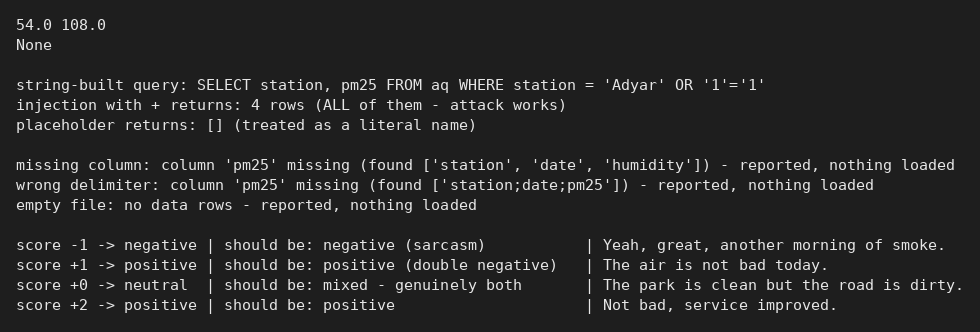 54.0 108.0
None
string-built query: SELECT station, pm25 FROM aq WHERE station = 'Adyar' OR '1'='1'
injection with + returns: 4 rows (ALL of them - attack works)
placeholder returns: [] (treated as a literal name)
missing column: column 'pm25' missing (found ['station', 'date', 'humidity']) - reported, nothing loaded
wrong delimiter: column 'pm25' missing (found ['station;date;pm25']) - reported, nothing loaded
empty file: no data rows - reported, nothing loaded
score -1 -> negative | should be: negative (sarcasm)           | Yeah, great, another morning of smoke.
score +1 -> positive | should be: positive (double negative)   | The air is not bad today.
score +0 -> neutral  | should be: mixed - genuinely both       | The park is clean but the road is dirty.
score +2 -> positive | should be: positive                     | Not bad, service improved.